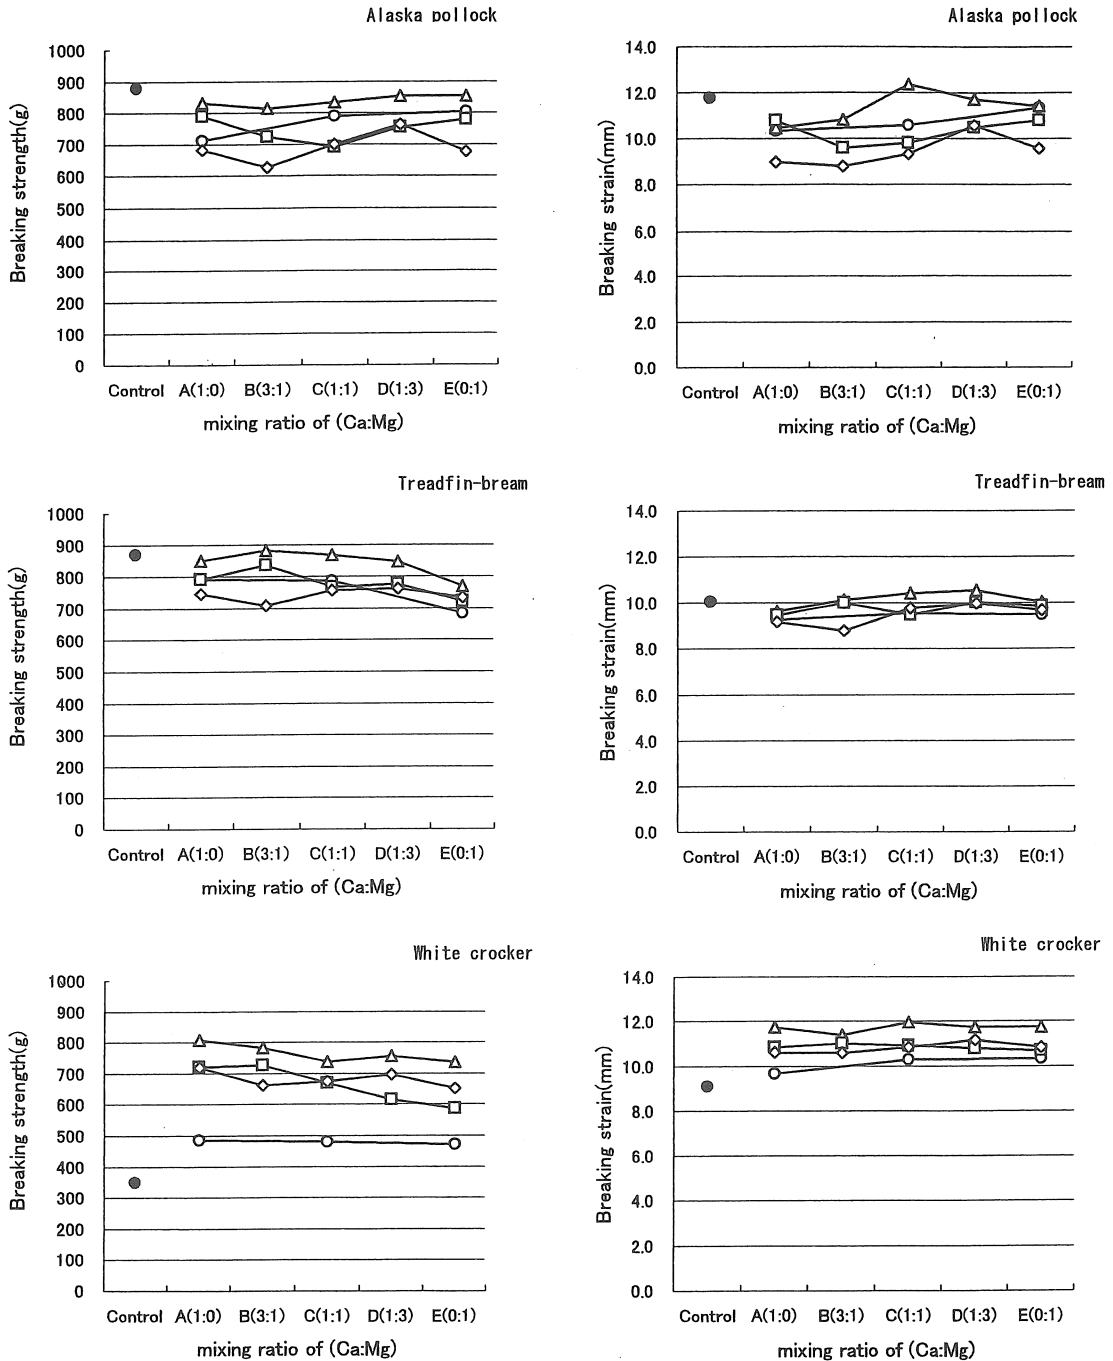 Alaska pollock
Breaking strength(g)
1000
900
800
700
600
500
400
300
200
100
0
Control A(1:0) B(3:1) C(1:1) D(1:3) E(0:1)
mixing ratio of (Ca:Mg)
Alaska pollock
Breaking strain(mm)
14.0
12.0
10.0
8.0
6.0
4.0
2.0
0.0
Control A(1:0) B(3:1) C(1:1) D(1:3) E(0:1)
mixing ratio of (Ca:Mg)
Treadfin-bream
Breaking strength(g)
1000
900
800
700
600
500
400
300
200
100
0
Control A(1:0) B(3:1) C(1:1) D(1:3) E(0:1)
mixing ratio of (Ca:Mg)
Treadfin-bream
Breaking strain(mm)
14.0
12.0
10.0
8.0
6.0
4.0
2.0
0.0
Control A(1:0) B(3:1) C(1:1) D(1:3) E(0:1)
mixing ratio of (Ca:Mg)
White crocker
Breaking strength(g)
1000
900
800
700
600
500
400
300
200
100
0
Control A(1:0) B(3:1) C(1:1) D(1:3) E(0:1)
mixing ratio of (Ca:Mg)
White crocker
Breaking strain(mm)
14.0
12.0
10.0
8.0
6.0
4.0
2.0
0.0
Control A(1:0) B(3:1) C(1:1) D(1:3) E(0:1)
mixing ratio of (Ca:Mg)